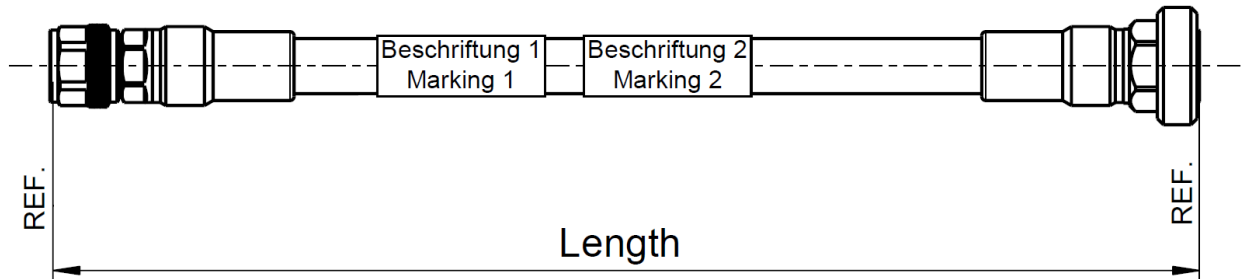 Beschriftung 1
Marking 1
Beschriftung 2
Marking 2
REF.
REF.
Length